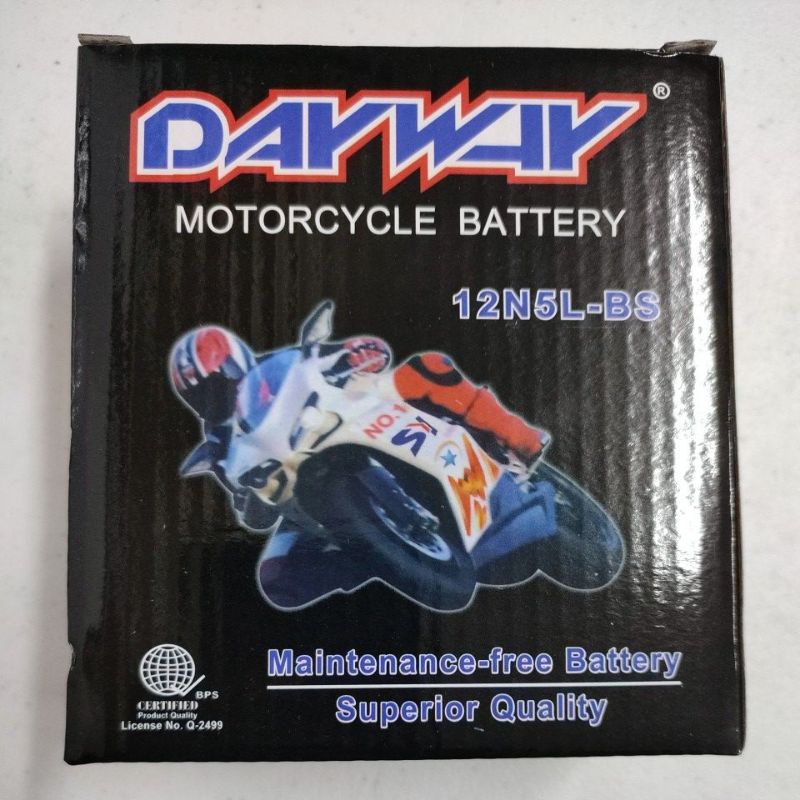 DAYWAY®
MOTORCYCLE BATTERY
12N5L-BS
NO.1
SK
Maintenance-free Battery
Superior Quality
BPS
CERTIFIED
Product Quality
License No. Q-2499